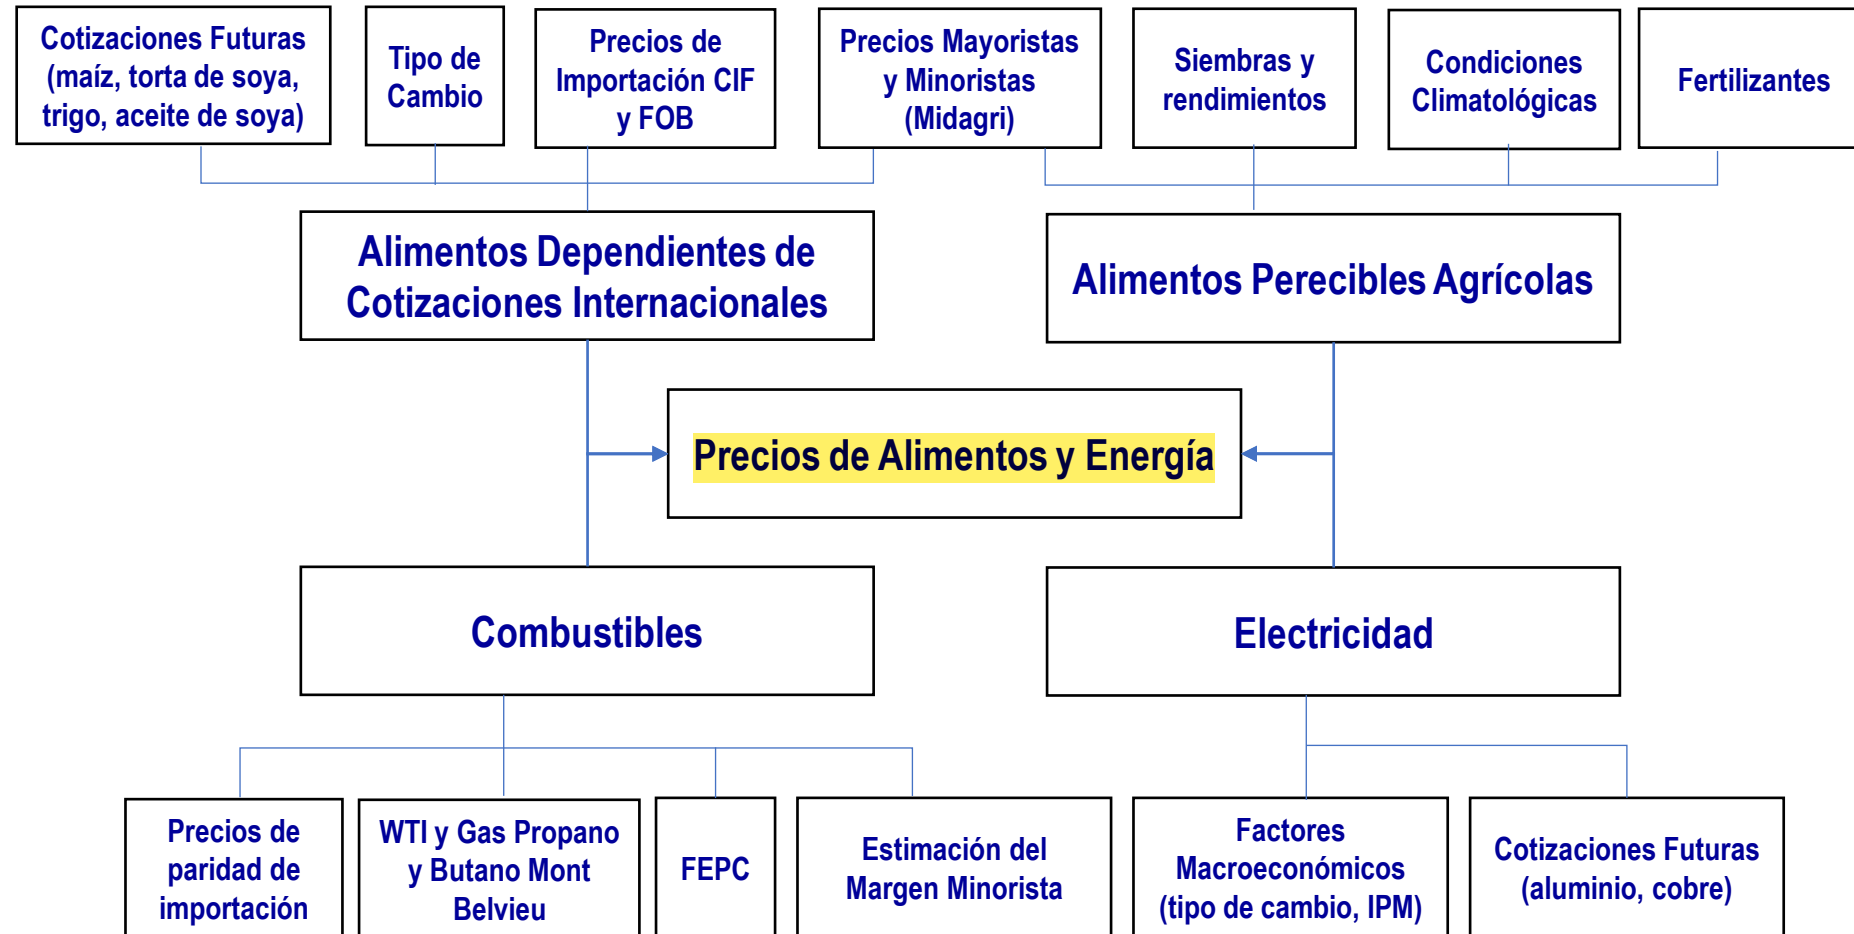 Cotizaciones Futuras
(maíz, torta de soya,
trigo, aceite de soya)
Tipo de
Cambio
Precios de
Importación CIF
y FOB
Precios Mayoristas
y Minoristas
(Midagri)
Siembras y
rendimientos
Condiciones
Climatológicas
Fertilizantes
Alimentos Dependientes de
Cotizaciones Internacionales
Alimentos Perecibles Agrícolas
Precios de Alimentos y Energía
Combustibles
Electricidad
Precios de
paridad de
importación
WTI y Gas Propano
y Butano Mont
Belvieu
FEPC
Estimación del
Margen Minorista
Factores
Macroeconómicos
(tipo de cambio, IPM)
Cotizaciones Futuras
(aluminio, cobre)